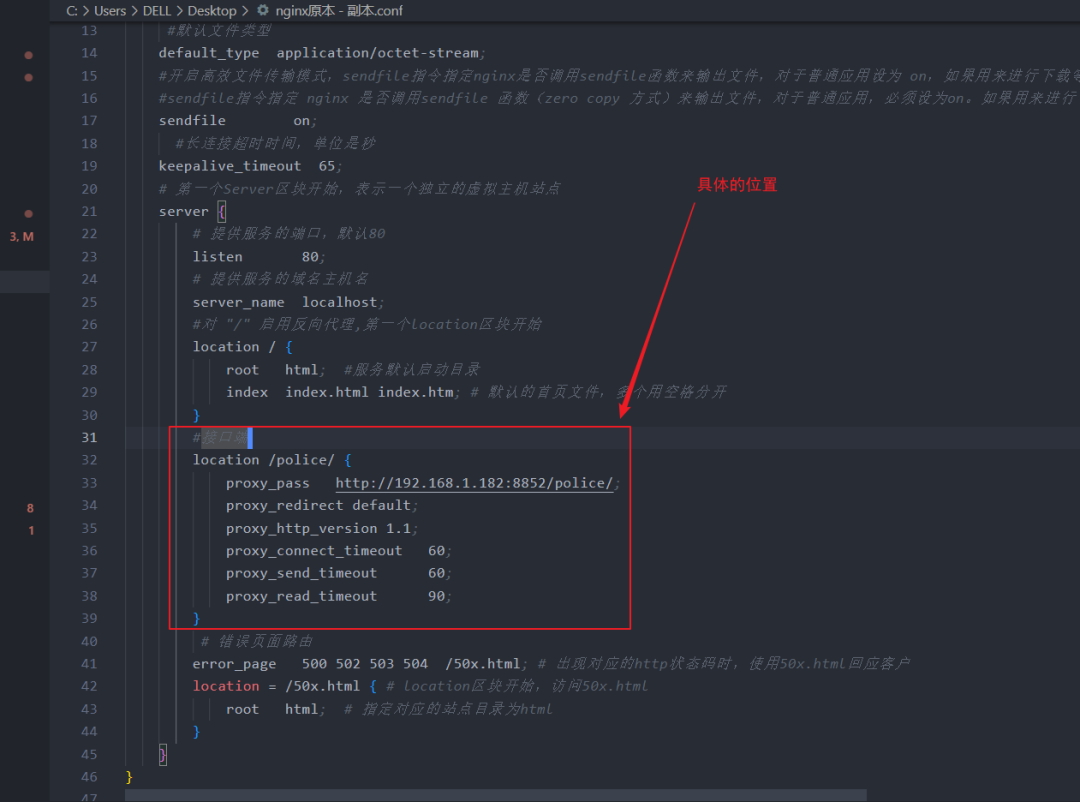 C: > Users > DELL > Desktop > nginx原本 - 副本.conf
13 #默认文件类型
14 default_type application/octet-stream;
15 #开启高效文件传输模式，sendfile指令指定nginx是否调用sendfile函数来输出文件，对于普通应用设为 on，如果用来进行下载等
16 #sendfile指令指定 nginx 是否调用sendfile 函数（zero copy 方式）来输出文件，对于普通应用，必须设为on。如果用来进行
17 sendfile on;
18 #长连接超时时间，单位是秒
19 keepalive_timeout 65;
20 # 第一个Server区块开始，表示一个独立的虚拟主机站点
具体的位置
21 server {
3, M
22 # 提供服务的端口，默认80
23 listen 80;
24 # 提供服务的域名主机名
25 server_name localhost;
26 #对 "/" 启用反向代理,第一个location区块开始
27 location / {
28 root html; #服务默认启动目录
29 index index.html index.htm; # 默认的首页文件，多个用空格分开
30 }
31 #接口端
32 location /police/ {
33 proxy_pass http://192.168.1.182:8852/police/;
8
34 proxy_redirect default;
1
35 proxy_http_version 1.1;
36 proxy_connect_timeout 60;
37 proxy_send_timeout 60;
38 proxy_read_timeout 90;
39 }
40 # 错误页面路由
41 error_page 500 502 503 504 /50x.html; # 出现对应的http状态码时，使用50x.html回应客户
42 location = /50x.html { # location区块开始，访问50x.html
43 root html; # 指定对应的站点目录为html
44 }
45 }
46 }
47